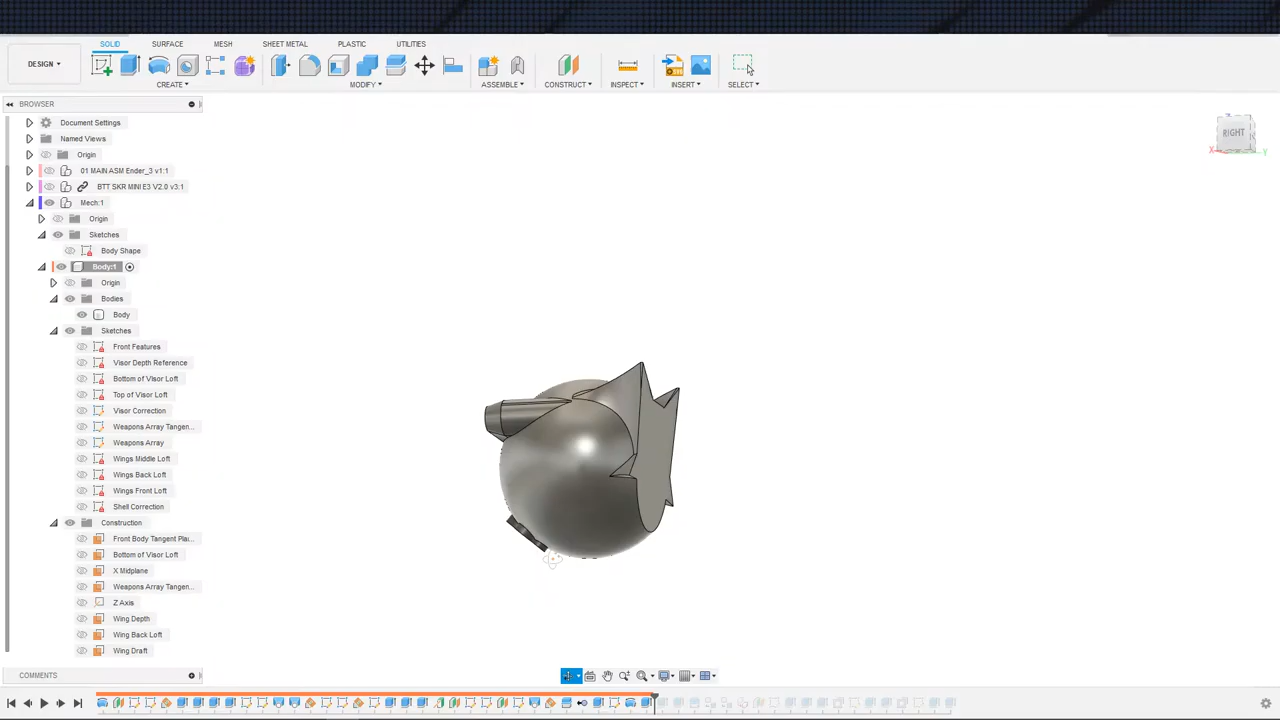 SOLID SURFACE MESH SHEET METAL PLASTIC UTILITIES
DESIGN
CREATE MODIFY ASSEMBLE CONSTRUCT INSPECT INSERT SELECT
BROWSER
Document Settings
Named Views
Origin
01 MAIN ASM Ender_3 v1:1
BTT SKR MINI E3 V2.0 v3:1
Mech:1
Origin
Sketches
Body Shape
Body:1
Origin
Bodies
Body
Sketches
Front Features
Visor Depth Reference
Bottom of Visor Loft
Top of Visor Loft
Visor Correction
Weapons Array Tangen...
Weapons Array
Wings Middle Loft
Wings Back Loft
Wings Front Loft
Shell Correction
Construction
Front Body Tangent Pla...
Bottom of Visor Loft
X Midplane
Weapons Array Tangen...
Z Axis
Wing Depth
Wing Back Loft
Wing Draft
COMMENTS
RIGHT
X Y